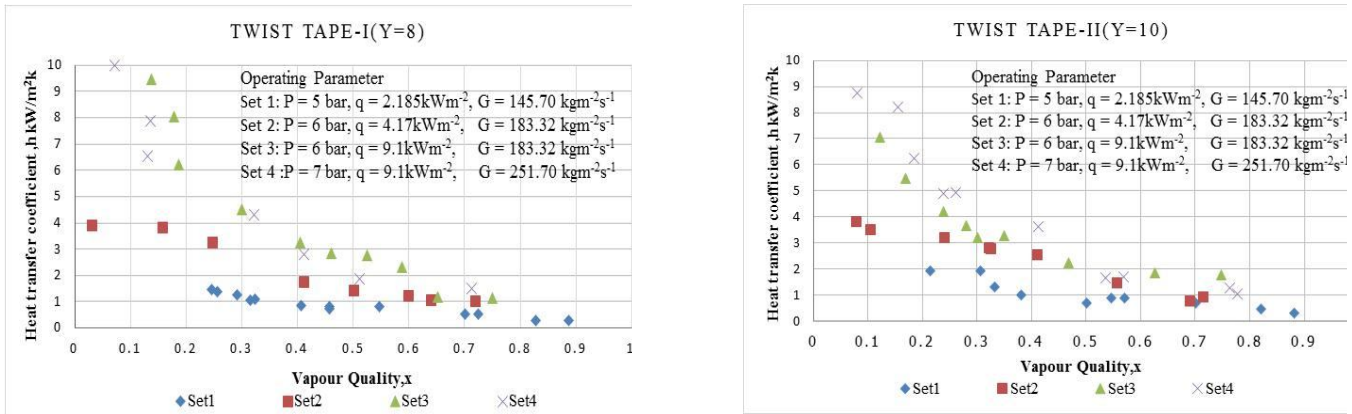 TWIST TAPE-I(Y=8)
Heat transfer coefficient ,h kW/m²k
10
9
8
7
6
5
4
3
2
1
0
Operating Parameter
Set 1: P = 5 bar, q = 2.185kWm⁻², G = 145.70 kgm⁻²s⁻¹
Set 2: P = 6 bar, q = 4.17kWm⁻², G = 183.32 kgm⁻²s⁻¹
Set 3: P = 6 bar, q = 9.1kWm⁻², G = 183.32 kgm⁻²s⁻¹
Set 4 :P = 7 bar, q = 9.1kWm⁻², G = 251.70 kgm⁻²s⁻¹
0 0.1 0.2 0.3 0.4 0.5 0.6 0.7 0.8 0.9 1
Vapour Quality,x
Set1 Set2 Set3 Set4
TWIST TAPE-II(Y=10)
Heat transfer coefficient ,h kW/m²k
10
9
8
7
6
5
4
3
2
1
0
Operating Parameter
Set 1: P = 5 bar, q = 2.185kWm⁻², G = 145.70 kgm⁻²s⁻¹
Set 2: P = 6 bar, q = 4.17kWm⁻², G = 183.32 kgm⁻²s⁻¹
Set 3: P = 6 bar, q = 9.1kWm⁻², G = 183.32 kgm⁻²s⁻¹
Set 4: P = 7 bar, q = 9.1kWm⁻², G = 251.70 kgm⁻²s⁻¹
0 0.1 0.2 0.3 0.4 0.5 0.6 0.7 0.8 0.9
Vapour Quality,x
Set1 Set2 Set3 Set4